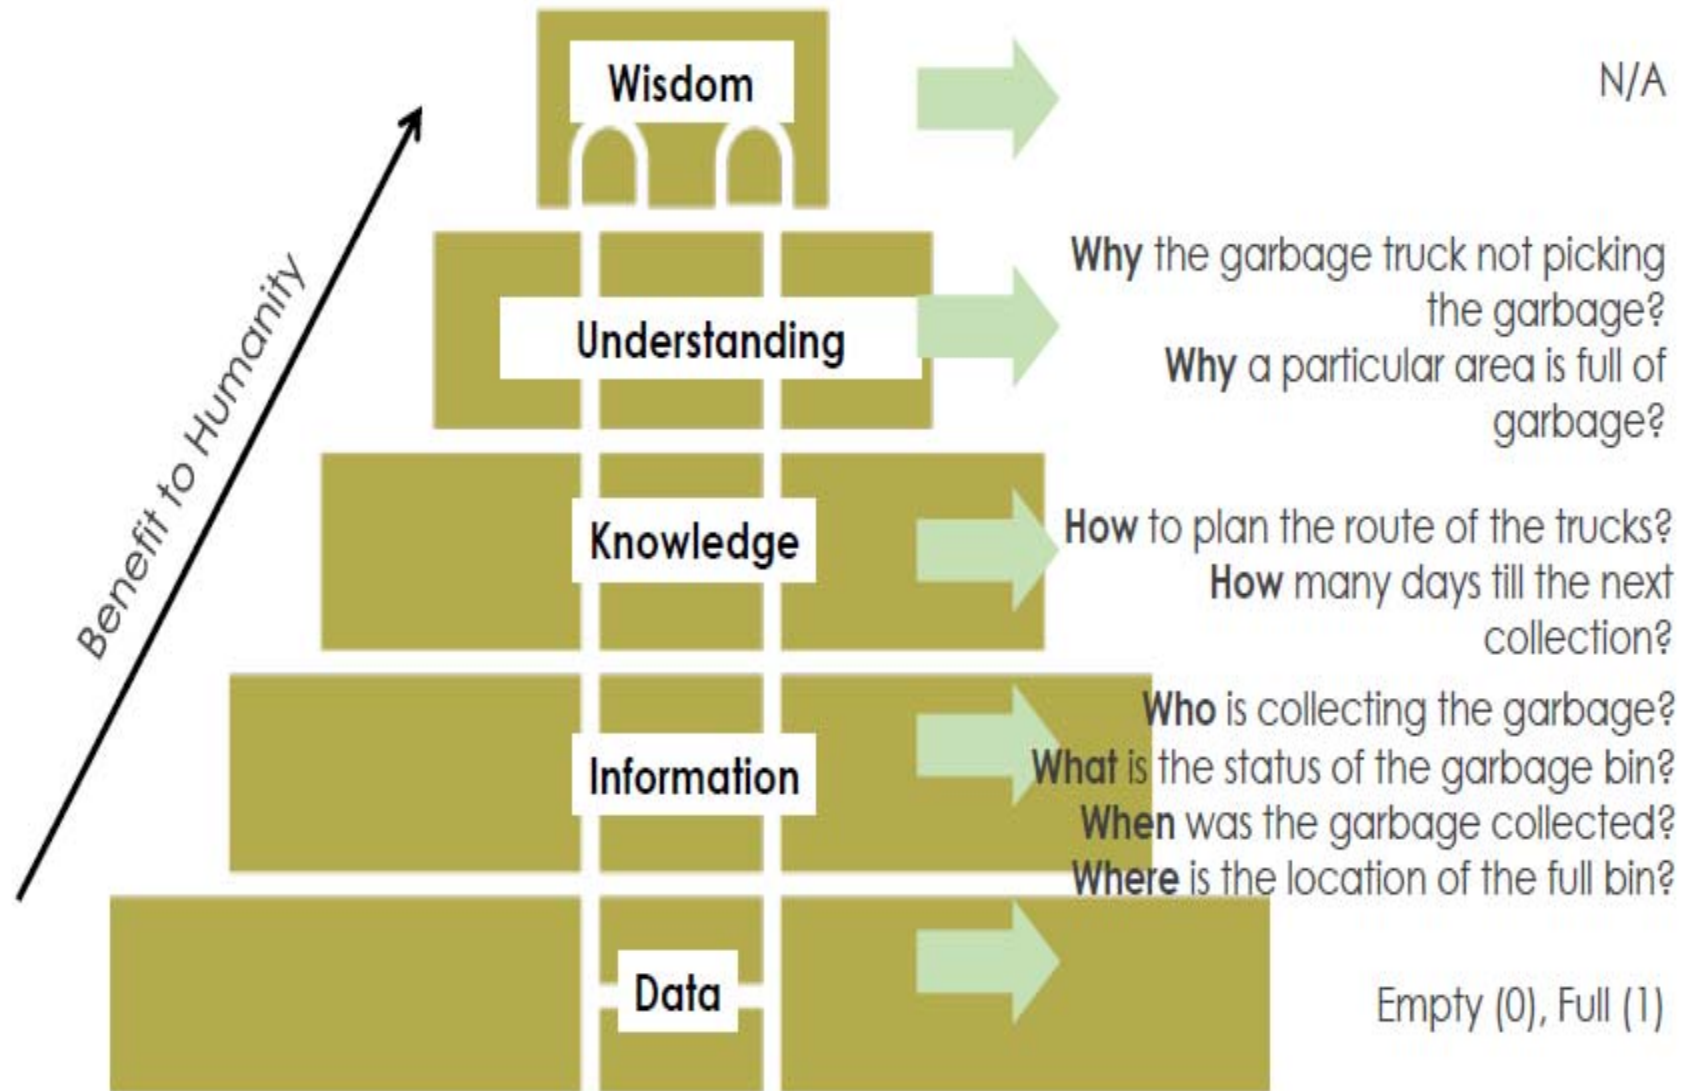 Wisdom
N/A
Benefit to Humanity
Understanding
Why the garbage truck not picking
the garbage?
Why a particular area is full of
garbage?
Knowledge
How to plan the route of the trucks?
How many days till the next
collection?
Information
Who is collecting the garbage?
What is the status of the garbage bin?
When was the garbage collected?
Where is the location of the full bin?
Data
Empty (0), Full (1)